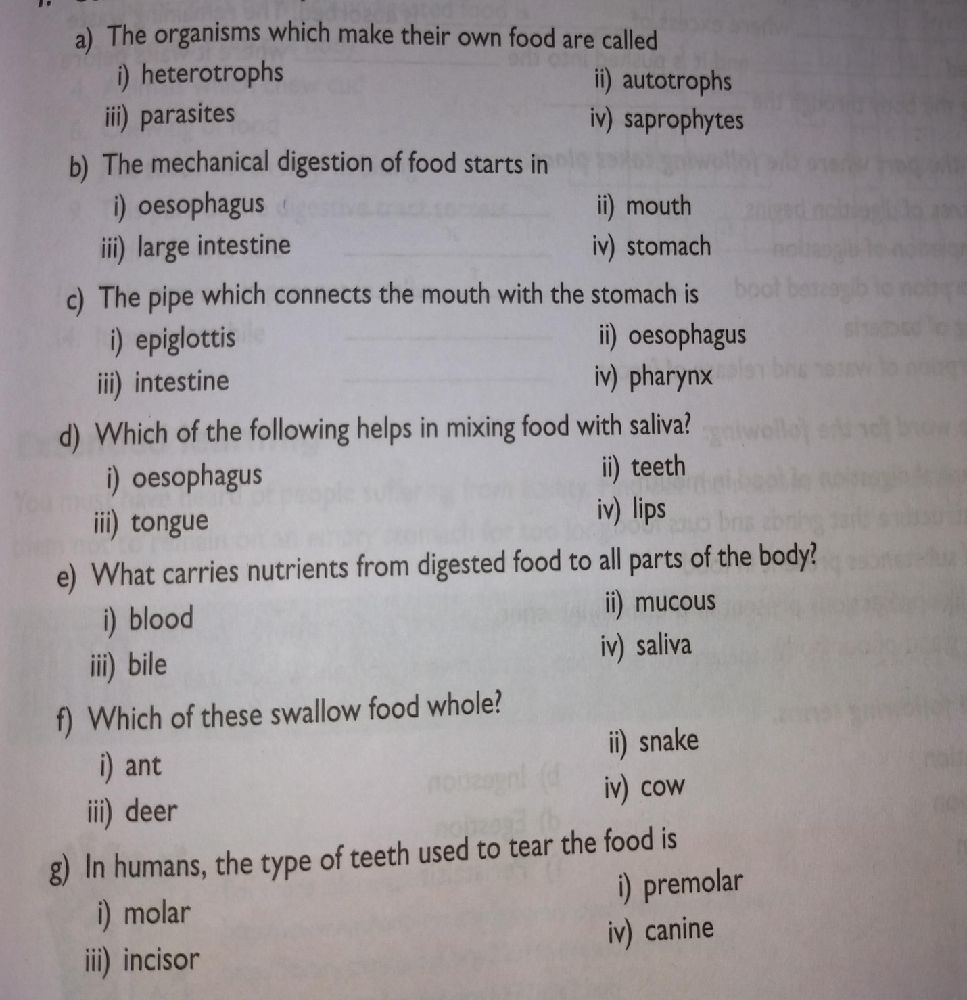 a) The organisms which make their own food are called
i) heterotrophs ii) autotrophs
iii) parasites iv) saprophytes
b) The mechanical digestion of food starts in
i) oesophagus ii) mouth
iii) large intestine iv) stomach
c) The pipe which connects the mouth with the stomach is
i) epiglottis ii) oesophagus
iii) intestine iv) pharynx
d) Which of the following helps in mixing food with saliva?
i) oesophagus ii) teeth
iii) tongue iv) lips
e) What carries nutrients from digested food to all parts of the body?
i) blood ii) mucous
iii) bile iv) saliva
f) Which of these swallow food whole?
i) ant ii) snake
iii) deer iv) cow
g) In humans, the type of teeth used to tear the food is
i) molar i) premolar
iii) incisor iv) canine